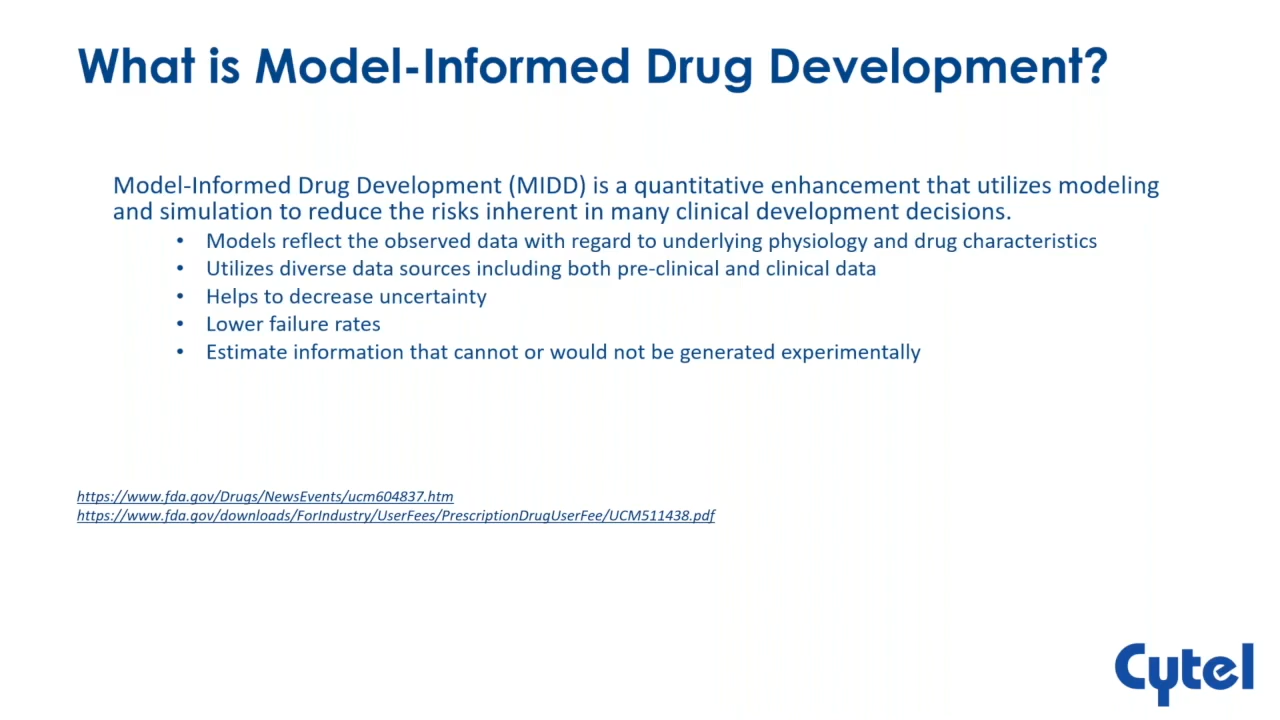 What is Model-Informed Drug Development?
Model-Informed Drug Development (MIDD) is a quantitative enhancement that utilizes modeling
and simulation to reduce the risks inherent in many clinical development decisions.
• Models reflect the observed data with regard to underlying physiology and drug characteristics
• Utilizes diverse data sources including both pre-clinical and clinical data
• Helps to decrease uncertainty
• Lower failure rates
• Estimate information that cannot or would not be generated experimentally
https://www.fda.gov/Drugs/NewsEvents/ucm604837.htm
https://www.fda.gov/downloads/ForIndustry/UserFees/PrescriptionDrugUserFee/UCM511438.pdf
Cytel